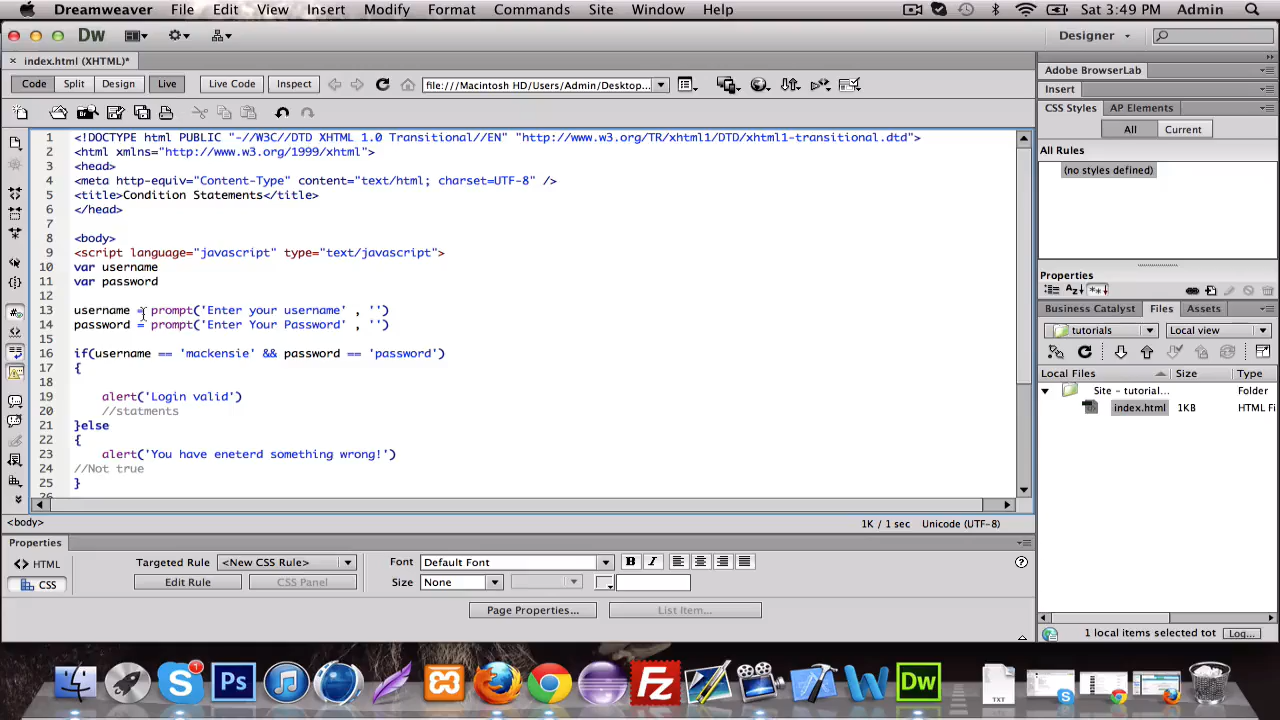 Dreamweaver File Edit View Insert Modify Format Commands Site Window Help Sat 3:49 PM Admin
Dw Designer
× index.html (XHTML)*
Code Split Design Live Live Code Inspect file:///Macintosh HD/Users/Admin/Desktop...
1 <!DOCTYPE html PUBLIC "-//W3C//DTD XHTML 1.0 Transitional//EN" "http://www.w3.org/TR/xhtml1/DTD/xhtml1-transitional.dtd">
2 <html xmlns="http://www.w3.org/1999/xhtml">
3 <head>
4 <meta http-equiv="Content-Type" content="text/html; charset=UTF-8" />
5 <title>Condition Statements</title>
6 </head>
7
8 <body>
9 <script language="javascript" type="text/javascript">
10 var username
11 var password
12
13 username = prompt('Enter your username' , '')
14 password = prompt('Enter Your Password' , '')
15
16 if(username == 'mackensie' && password == 'password')
17 {
18
19 alert('Login valid')
20 //statments
21 }else
22 {
23 alert('You have eneterd something wrong!')
24 //Not true
25 }
26
<body> 1K / 1 sec Unicode (UTF-8)
Properties
<> HTML Targeted Rule <New CSS Rule> Font Default Font B I
CSS Edit Rule CSS Panel Size None
Page Properties... List Item...
Adobe BrowserLab
Insert
CSS Styles AP Elements
All Current
All Rules
(no styles defined)
Properties
Business Catalyst Files Assets
tutorials Local view
Local Files Size Type
Site - tutorial... Folder
index.html 1KB HTML Fi
1 local items selected tot Log...
1
Ps
Fz
W
Dw
TXT